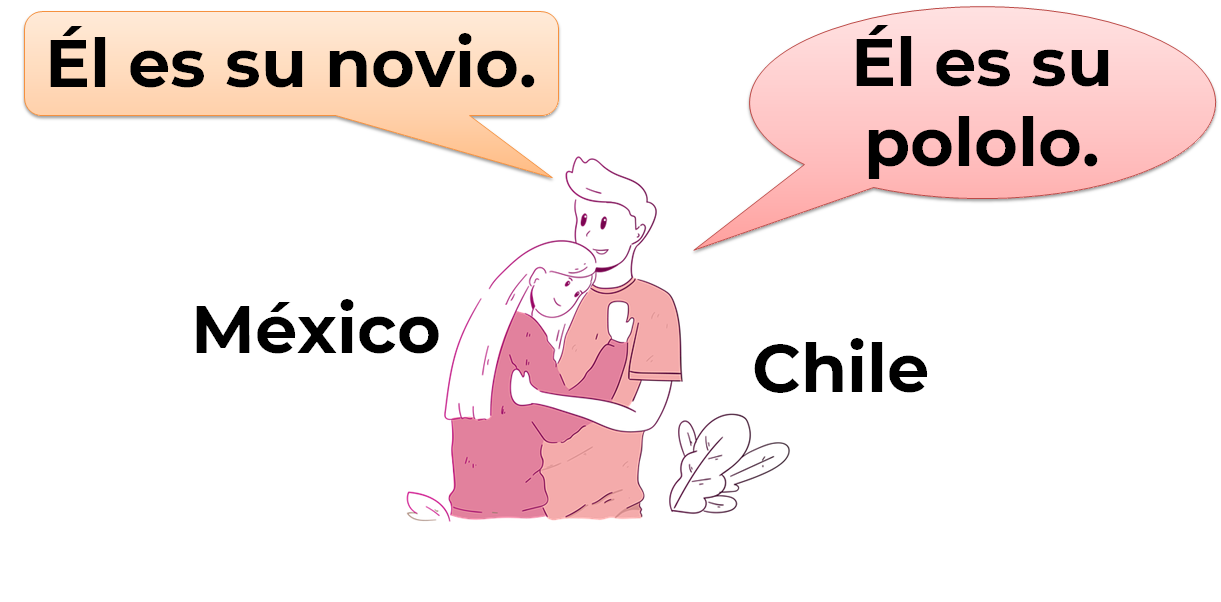 Él es su novio.
Él es su
pololo.
México
Chile